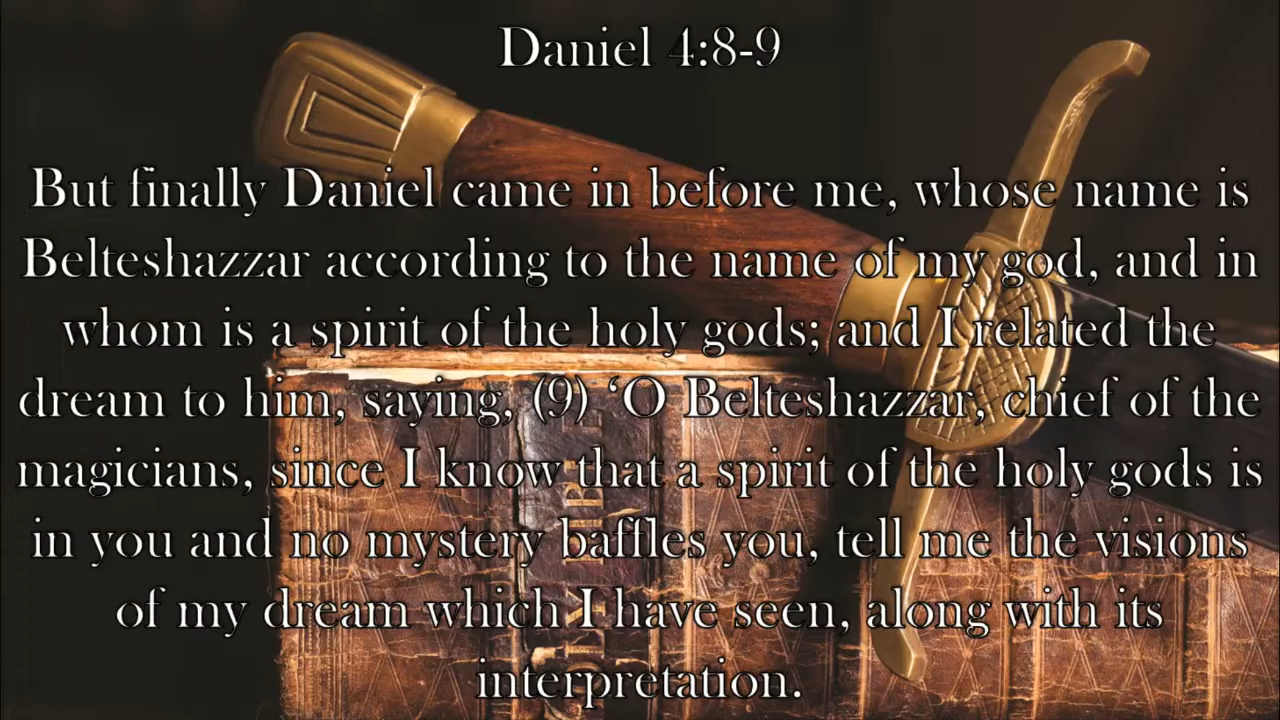 Daniel 4:8-9
But finally Daniel came in before me, whose name is
Belteshazzar according to the name of my god, and in
whom is a spirit of the holy gods; and I related the
dream to him, saying, (9) ‘O Belteshazzar, chief of the
magicians, since I know that a spirit of the holy gods is
in you and no mystery baffles you, tell me the visions
of my dream which I have seen, along with its
interpretation.